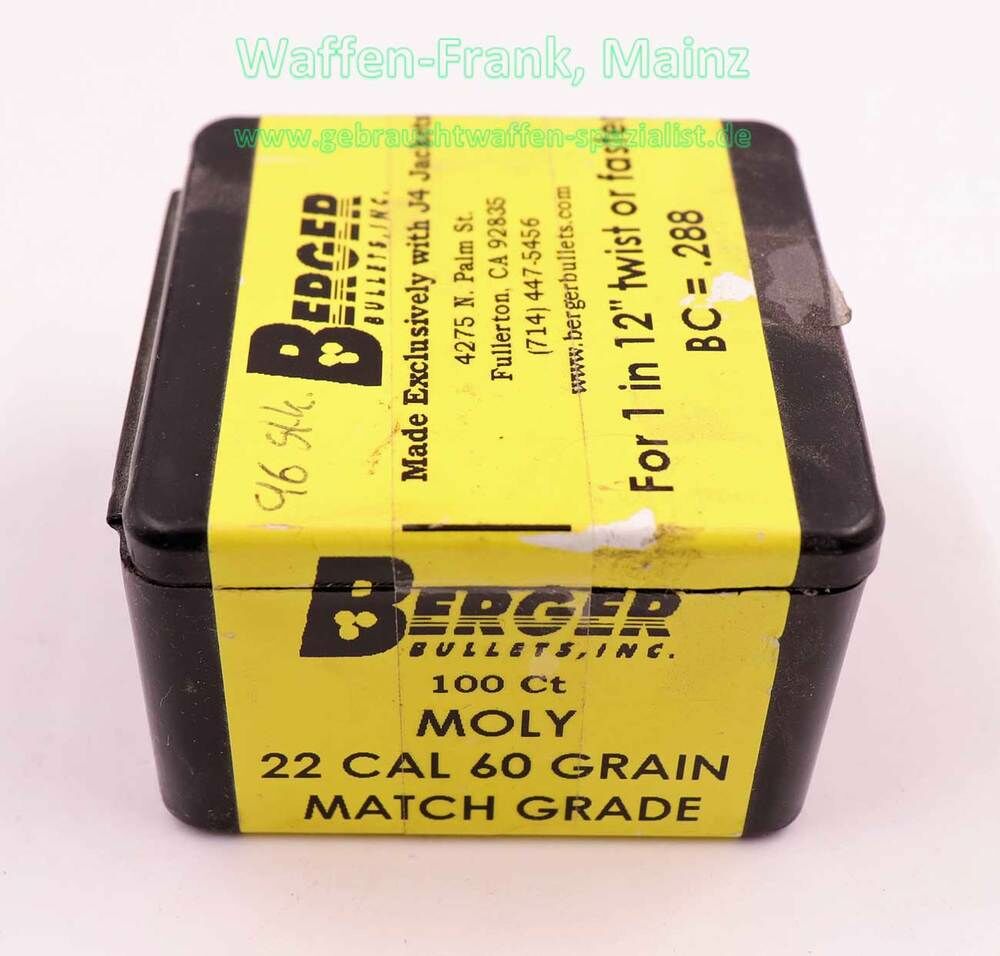 Waffen-Frank, Mainz
www.gebrauchtwaffen-spezialist.de
BERGER
BULLETS, INC.
Made Exclusively with J4 Jackets
4275 N. Palm St.
Fullerton, CA 92835
(714) 447-5456
www.bergerbullets.com
For 1 in 12" twist or faster
BC = .288
96 Stk.
BERGER
BULLETS, INC.
100 Ct
MOLY
22 CAL 60 GRAIN
MATCH GRADE